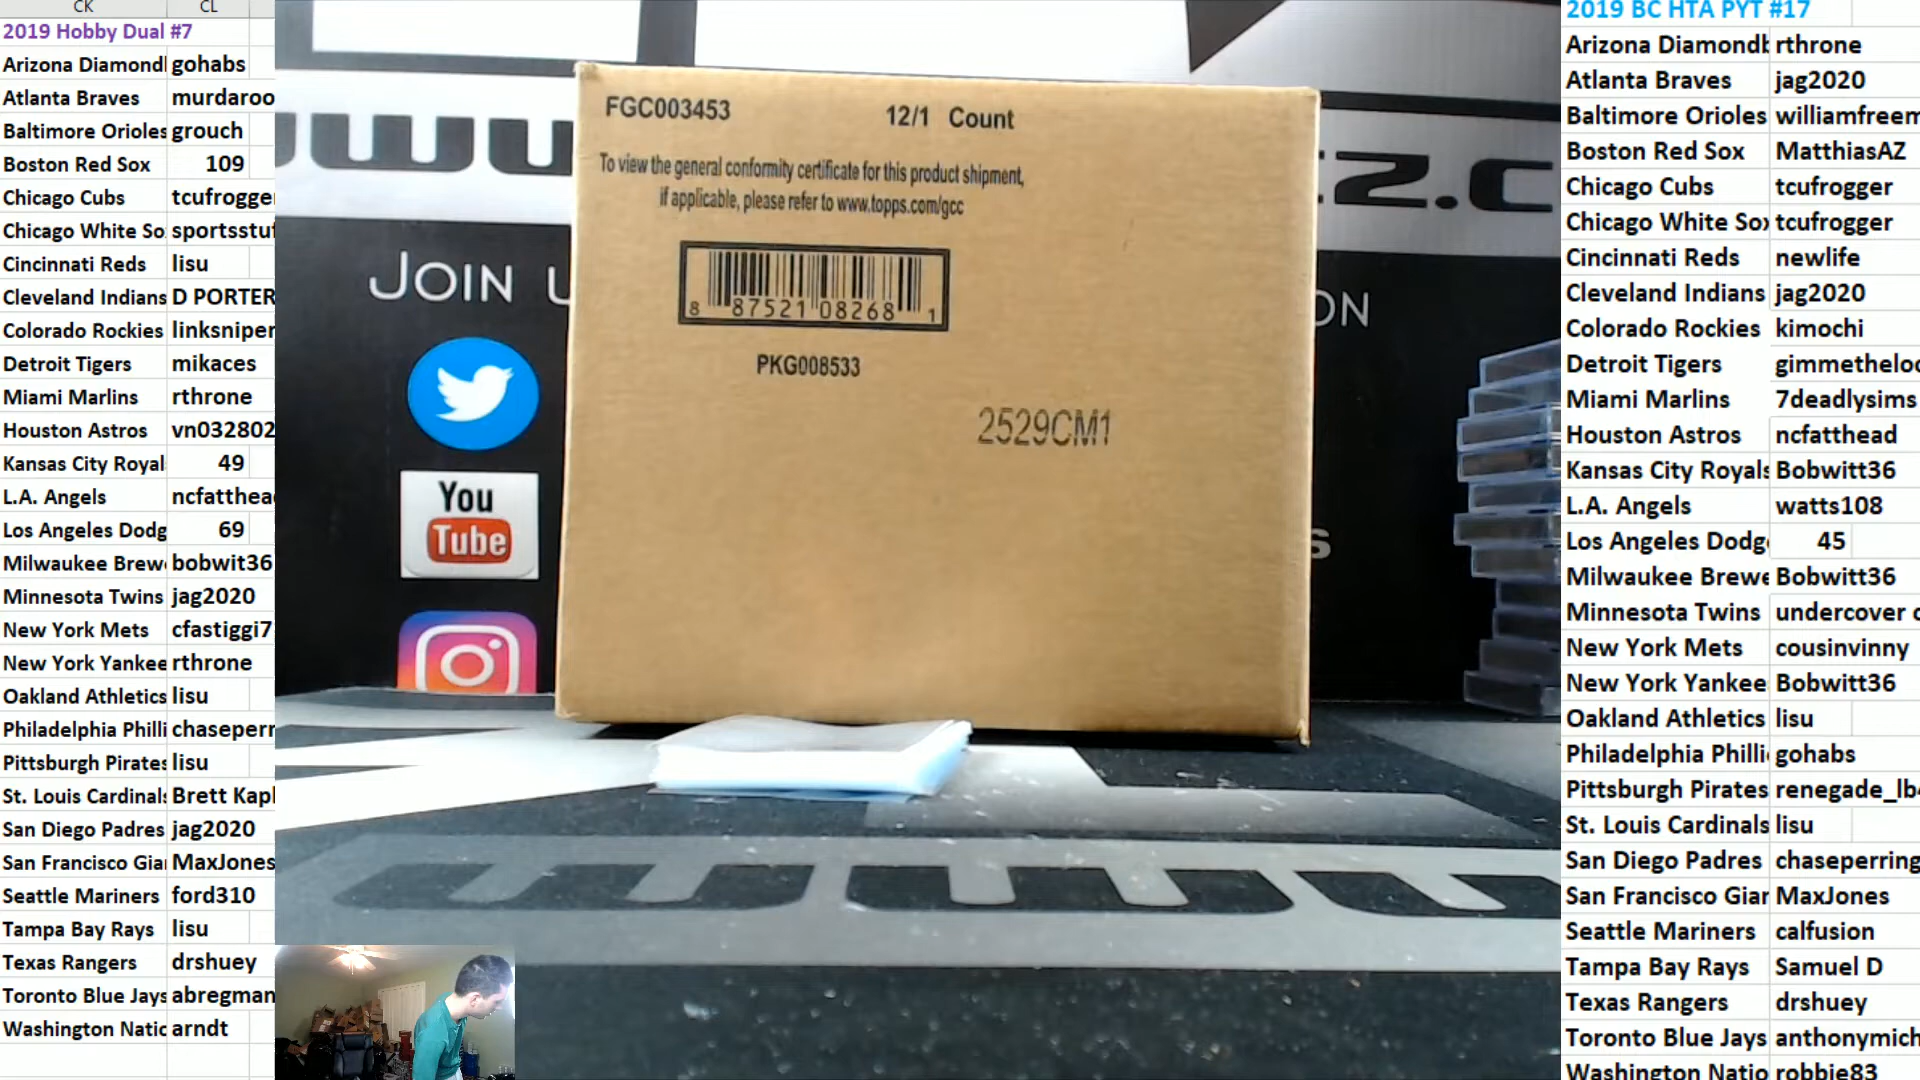 CK CL
2019 Hobby Dual #7
Arizona Diamondl gohabs
Atlanta Braves murdaroo
Baltimore Orioles grouch
Boston Red Sox 109
Chicago Cubs tcufrogge
Chicago White So sportsstuf
Cincinnati Reds lisu
Cleveland Indians D PORTER
Colorado Rockies linksniper
Detroit Tigers mikaces
Miami Marlins rthrone
Houston Astros vn032802
Kansas City Royal 49
L.A. Angels ncfatthea
Los Angeles Dodg 69
Milwaukee Brew bobwit36
Minnesota Twins jag2020
New York Mets cfastiggi7
New York Yankee rthrone
Oakland Athletics lisu
Philadelphia Philli chaseperr
Pittsburgh Pirates lisu
St. Louis Cardinals Brett Kapl
San Diego Padres jag2020
San Francisco Gia MaxJones
Seattle Mariners ford310
Tampa Bay Rays lisu
Texas Rangers drshuey
Toronto Blue Jays abregman
Washington Natio arndt
FGC003453 12/1 Count
To view the general conformity certificate for this product shipment,
if applicable, please refer to www.topps.com/gcc
8 87521 08268 1
PKG008533
2529CM1
JOIN U ON
You
Tube
2019 BC HTA PYT #17
Arizona Diamondb rthrone
Atlanta Braves jag2020
Baltimore Orioles williamfreem
Boston Red Sox MatthiasAZ
Chicago Cubs tcufrogger
Chicago White Sox tcufrogger
Cincinnati Reds newlife
Cleveland Indians jag2020
Colorado Rockies kimochi
Detroit Tigers gimmetheloo
Miami Marlins 7deadlysims
Houston Astros ncfatthead
Kansas City Royals Bobwitt36
L.A. Angels watts108
Los Angeles Dodge 45
Milwaukee Brewe Bobwitt36
Minnesota Twins undercover c
New York Mets cousinvinny
New York Yankee Bobwitt36
Oakland Athletics lisu
Philadelphia Philli gohabs
Pittsburgh Pirates renegade_lb
St. Louis Cardinals lisu
San Diego Padres chaseperring
San Francisco Giar MaxJones
Seattle Mariners calfusion
Tampa Bay Rays Samuel D
Texas Rangers drshuey
Toronto Blue Jays anthonymich
Washington Natio robbie83